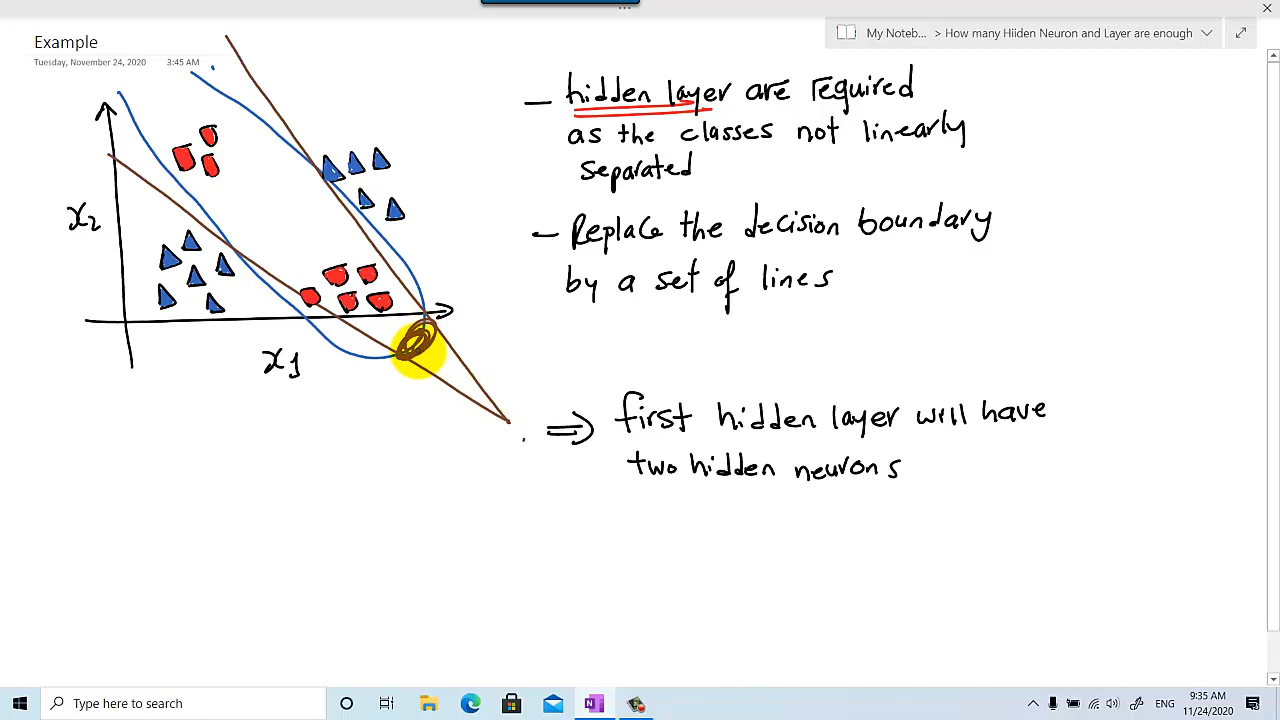 Example
Tuesday, November 24, 2020 3:45 AM
My Noteb... > How many Hiiden Neuron and Layer are enough
– hidden layer are required
as the classes not linearly
separated
– Replace the decision boundary
by a set of lines
x2
x1
⇒ first hidden layer will have
two hidden neurons
Type here to search
ENG
9:35 AM
11/24/2020